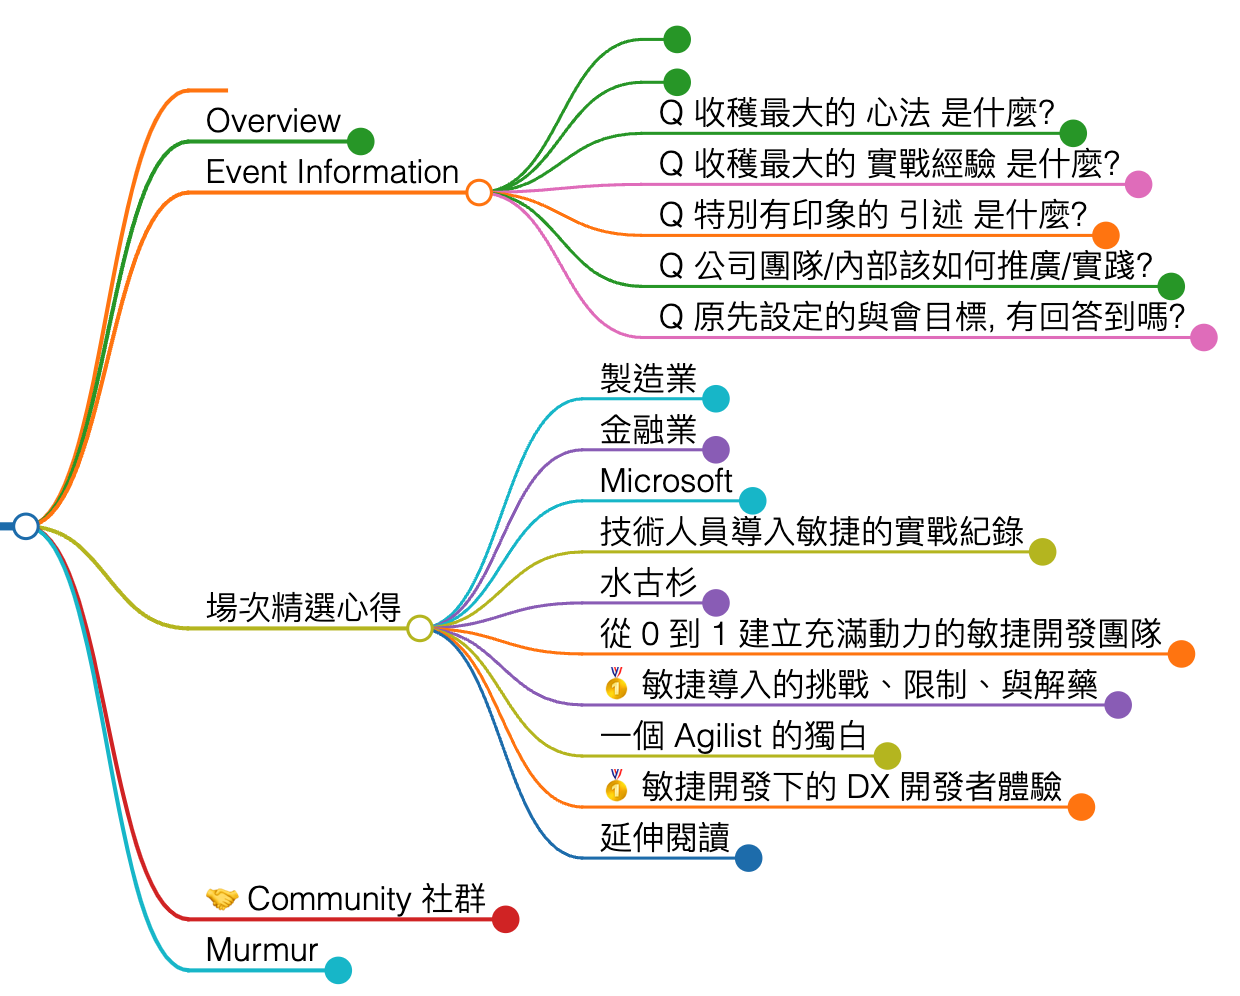 Overview
Event Information
Q 收穫最大的 心法 是什麼?
Q 收穫最大的 實戰經驗 是什麼?
Q 特別有印象的 引述 是什麼?
Q 公司團隊/內部該如何推廣/實踐?
Q 原先設定的與會目標, 有回答到嗎?
場次精選心得
製造業
金融業
Microsoft
技術人員導入敏捷的實戰紀錄
水古杉
從 0 到 1 建立充滿動力的敏捷開發團隊
🥇 敏捷導入的挑戰、限制、與解藥
一個 Agilist 的獨白
🥇 敏捷開發下的 DX 開發者體驗
延伸閱讀
🤝 Community 社群
Murmur